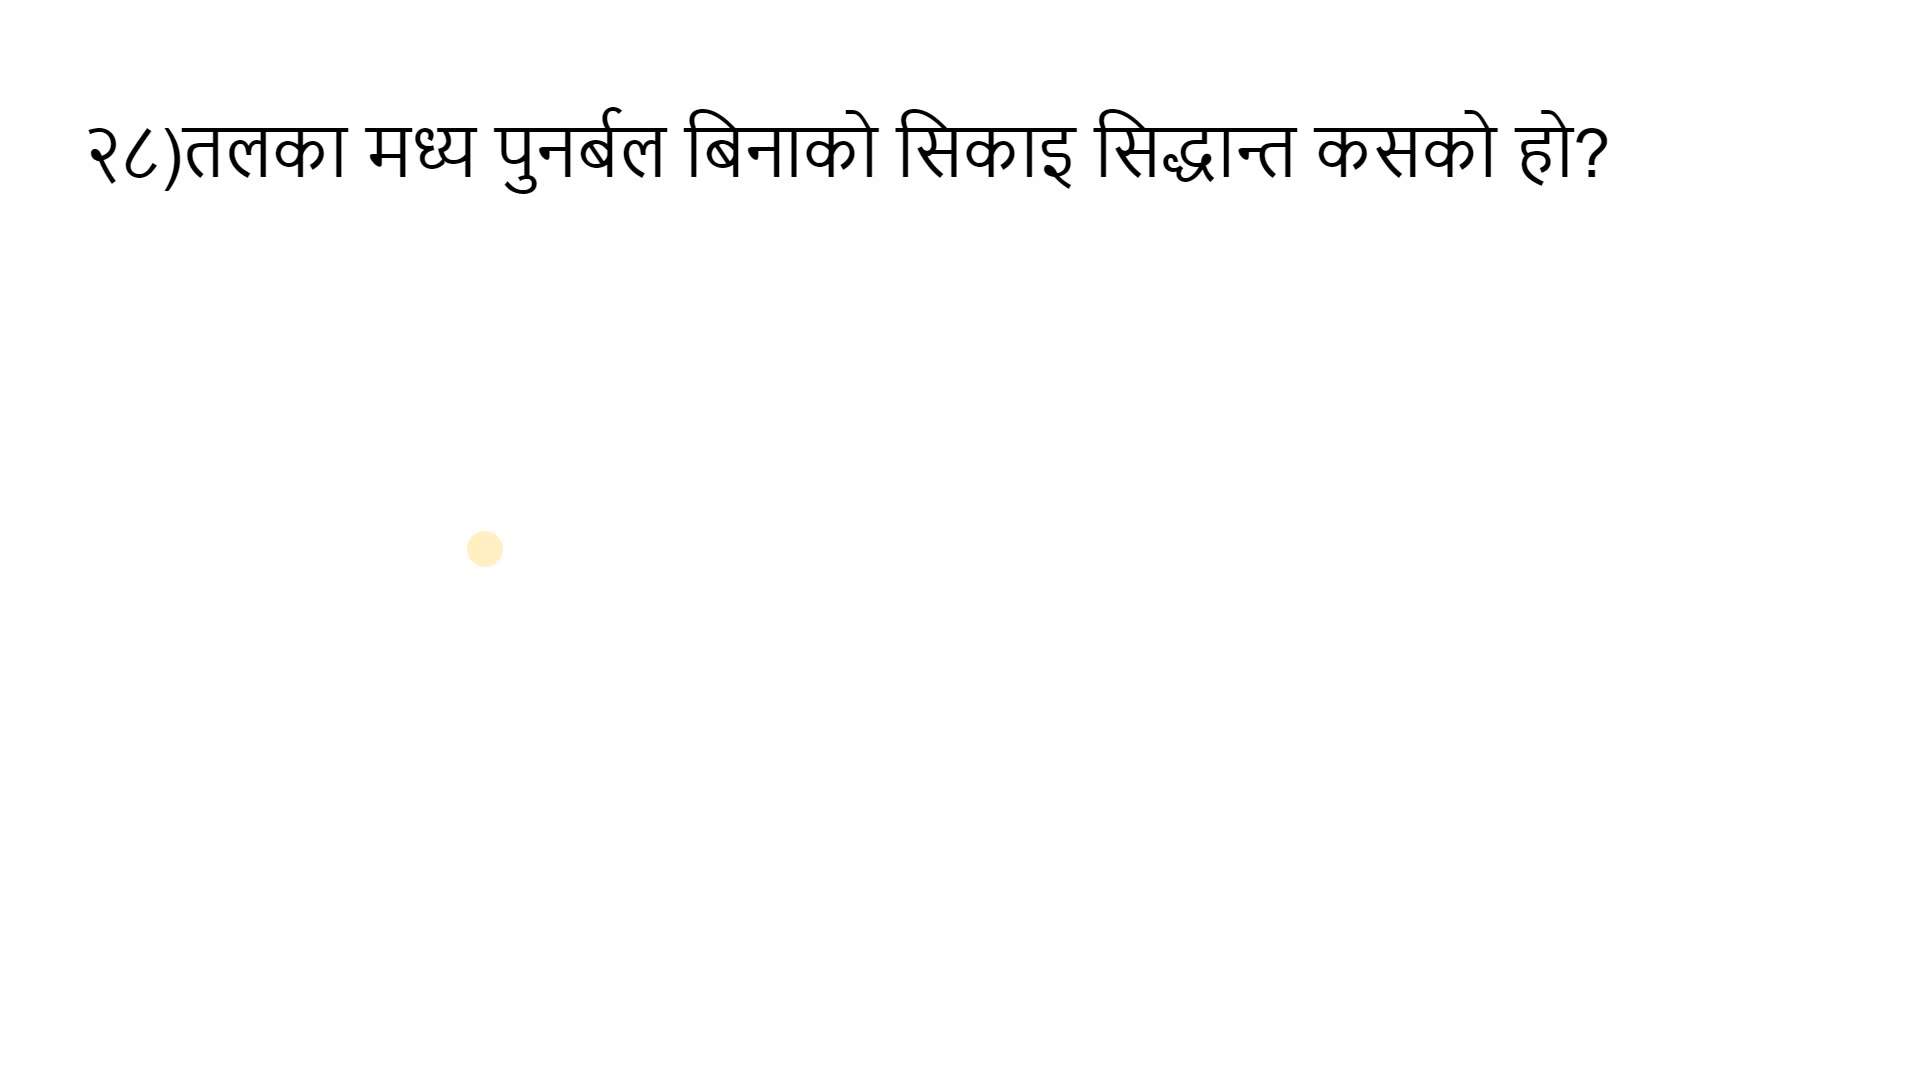 २८)तलका मध्य पुनर्बल बिनाको सिकाइ सिद्धान्त कसको हो?